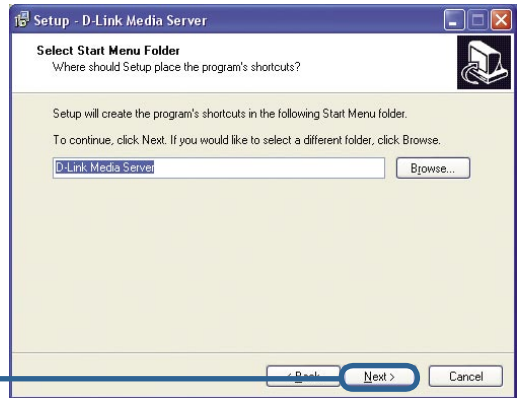 Setup - D-Link Media Server
Select Start Menu Folder
Where should Setup place the program's shortcuts?
Setup will create the program's shortcuts in the following Start Menu folder.
To continue, click Next. If you would like to select a different folder, click Browse.
D-Link Media Server
Browse...
< Back
Next >
Cancel